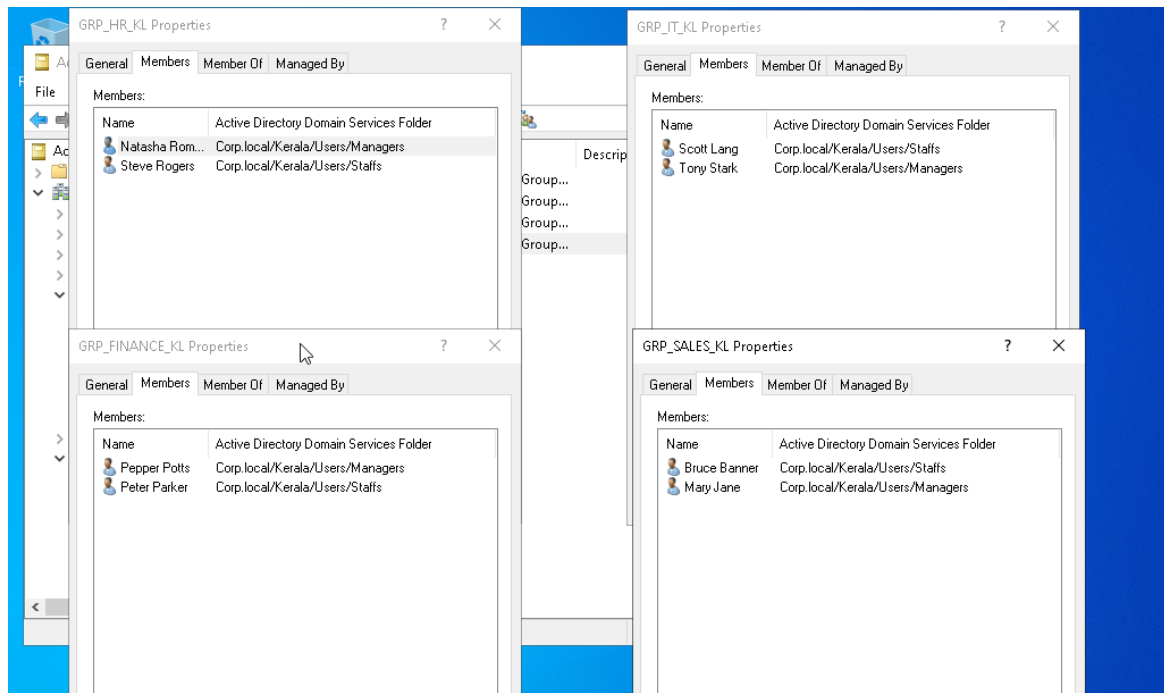 GRP_HR_KL Properties ? ×
General Members Member Of Managed By
Members:
Name Active Directory Domain Services Folder
Natasha Rom... Corp.local/Kerala/Users/Managers
Steve Rogers Corp.local/Kerala/Users/Staffs
GRP_IT_KL Properties ? ×
General Members Member Of Managed By
Members:
Name Active Directory Domain Services Folder
Scott Lang Corp.local/Kerala/Users/Staffs
Tony Stark Corp.local/Kerala/Users/Managers
File
Ac
Descrip
Group...
Group...
Group...
Group...
GRP_FINANCE_KL Properties ? ×
General Members Member Of Managed By
Members:
Name Active Directory Domain Services Folder
Pepper Potts Corp.local/Kerala/Users/Managers
Peter Parker Corp.local/Kerala/Users/Staffs
GRP_SALES_KL Properties ? ×
General Members Member Of Managed By
Members:
Name Active Directory Domain Services Folder
Bruce Banner Corp.local/Kerala/Users/Staffs
Mary Jane Corp.local/Kerala/Users/Managers